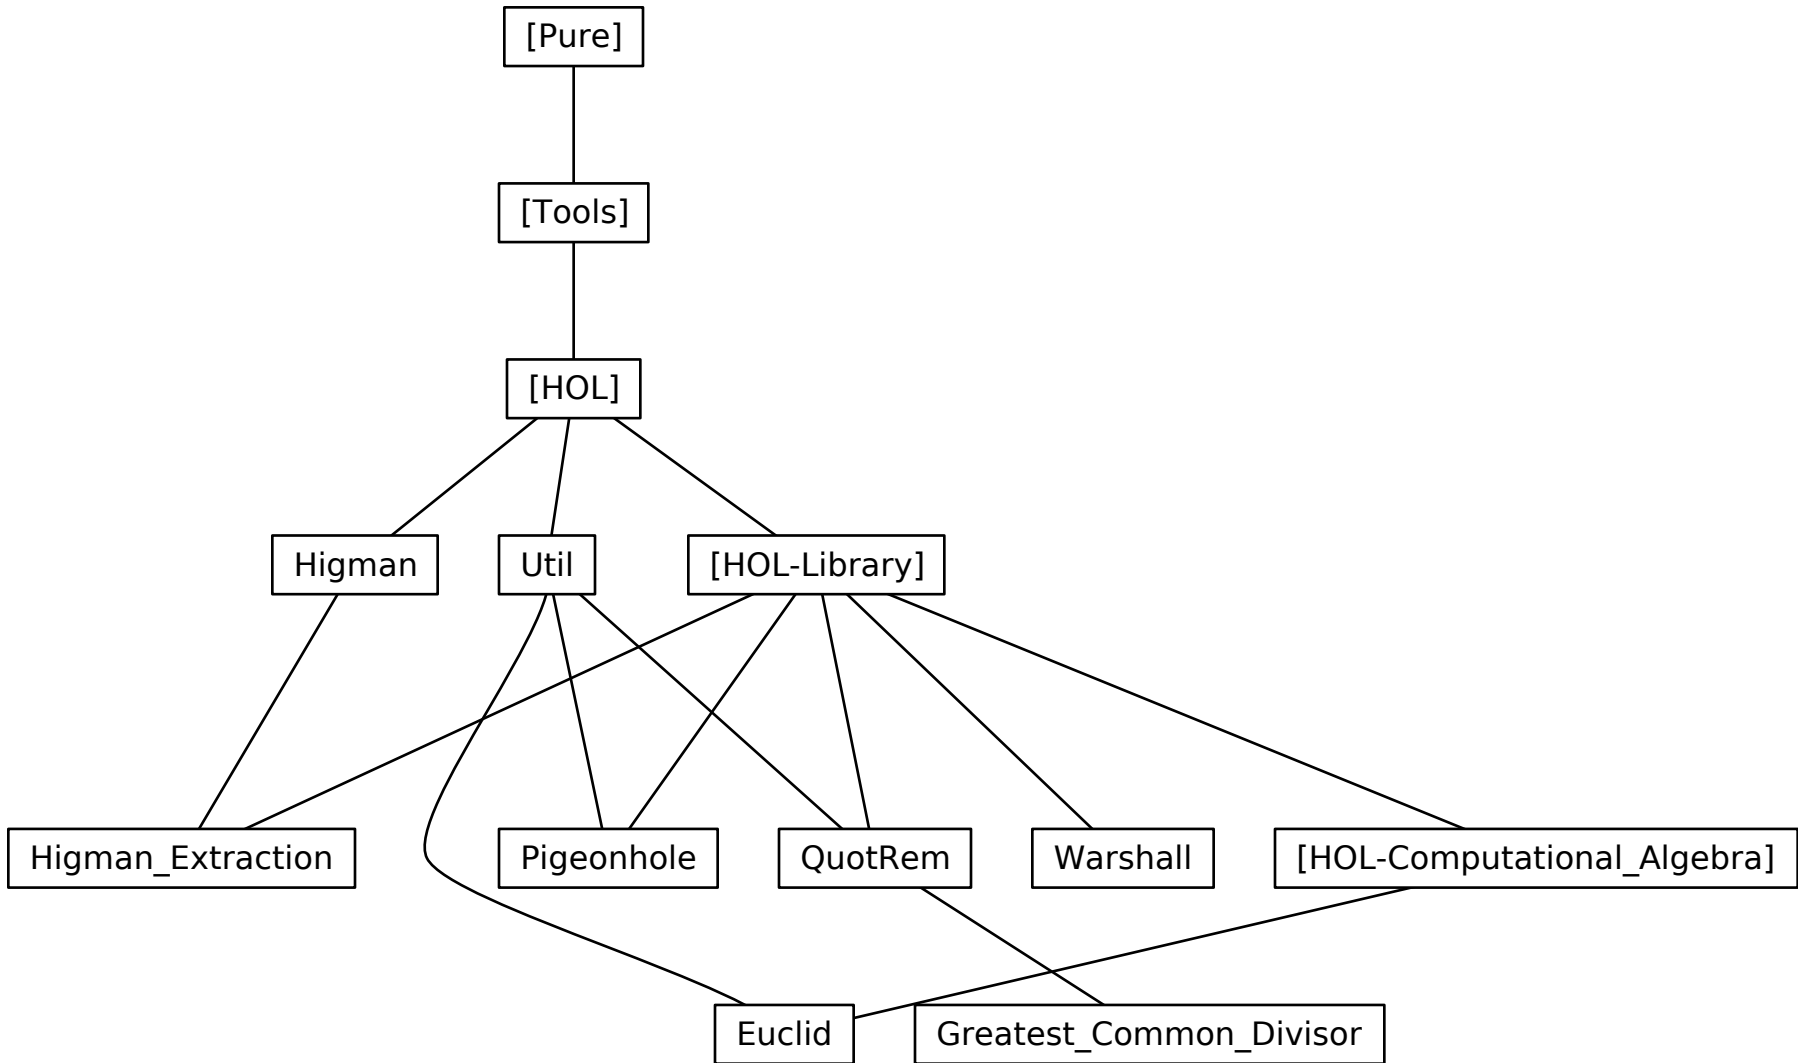 [Pure]
[Tools]
[HOL]
Higman
Util
[HOL-Library]
Higman_Extraction
Pigeonhole
QuotRem
Warshall
[HOL-Computational_Algebra]
Euclid
Greatest_Common_Divisor